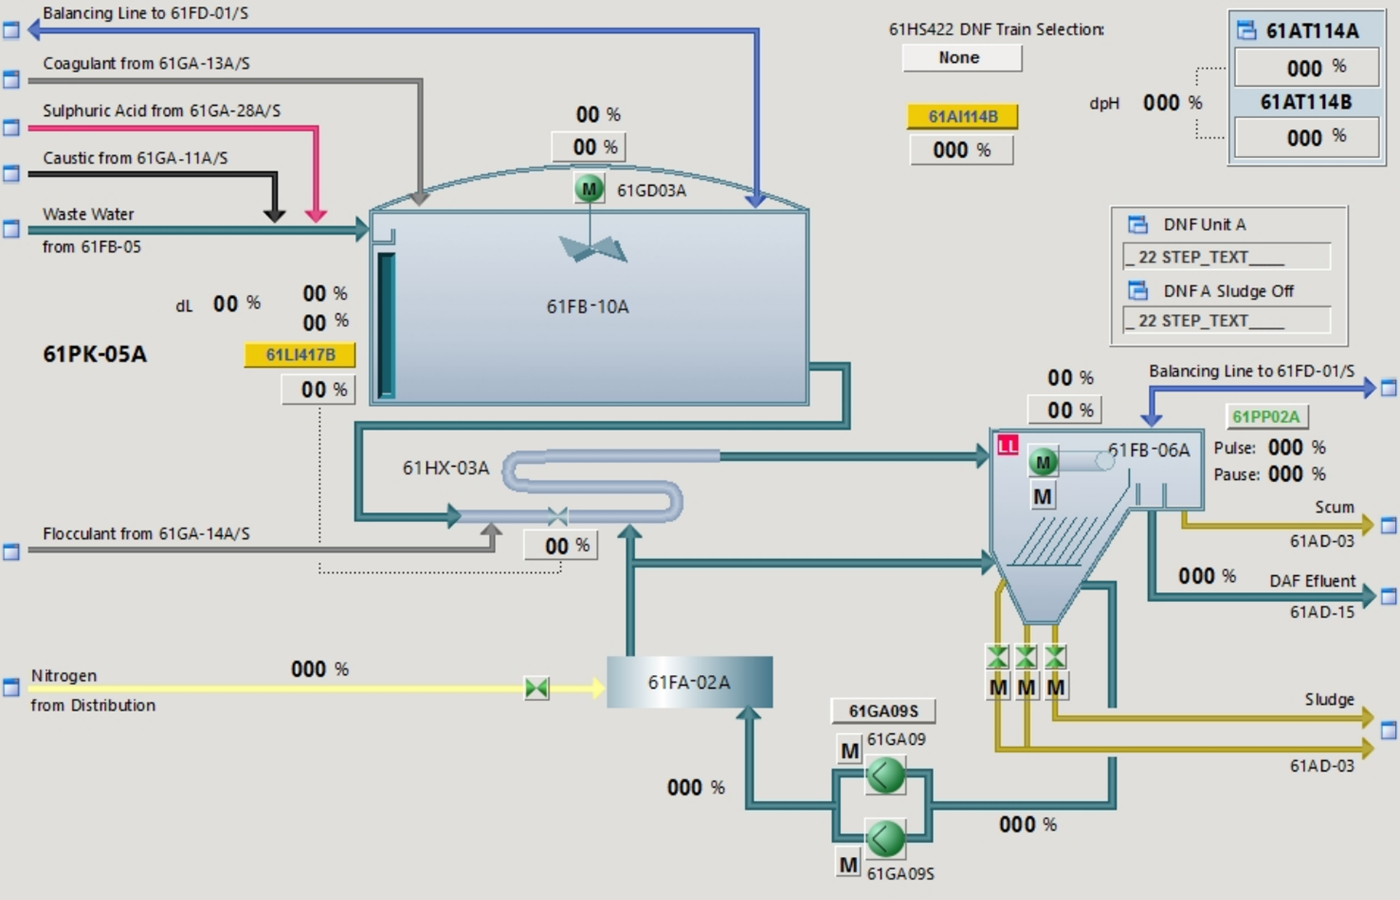 Balancing Line to 61FD-01/S
Coagulant from 61GA-13A/S
Sulphuric Acid from 61GA-28A/S
Caustic from 61GA-11A/S
Waste Water
from 61FB-05
00 %
00 %
M
61GD03A
61FB-10A
dL 00 %
00 %
00 %
61PK-05A
61LI417B
00 %
61HS422 DNF Train Selection:
None
61AI114B
000 %
dpH 000 %
61AT114A
000 %
61AT114B
000 %
DNF Unit A
_ 22 STEP_TEXT____
DNF A Sludge Off
_ 22 STEP_TEXT____
Balancing Line to 61FD-01/S
00 %
00 %
61PP02A
LL
M
M
61FB-06A
Pulse: 000 %
Pause: 000 %
Scum
61AD-03
000 %
DAF Efluent
61AD-15
61HX-03A
Flocculant from 61GA-14A/S
00 %
M M M
Nitrogen
from Distribution
000 %
61FA-02A
Sludge
61AD-03
61GA09S
M
61GA09
000 %
000 %
M
61GA09S